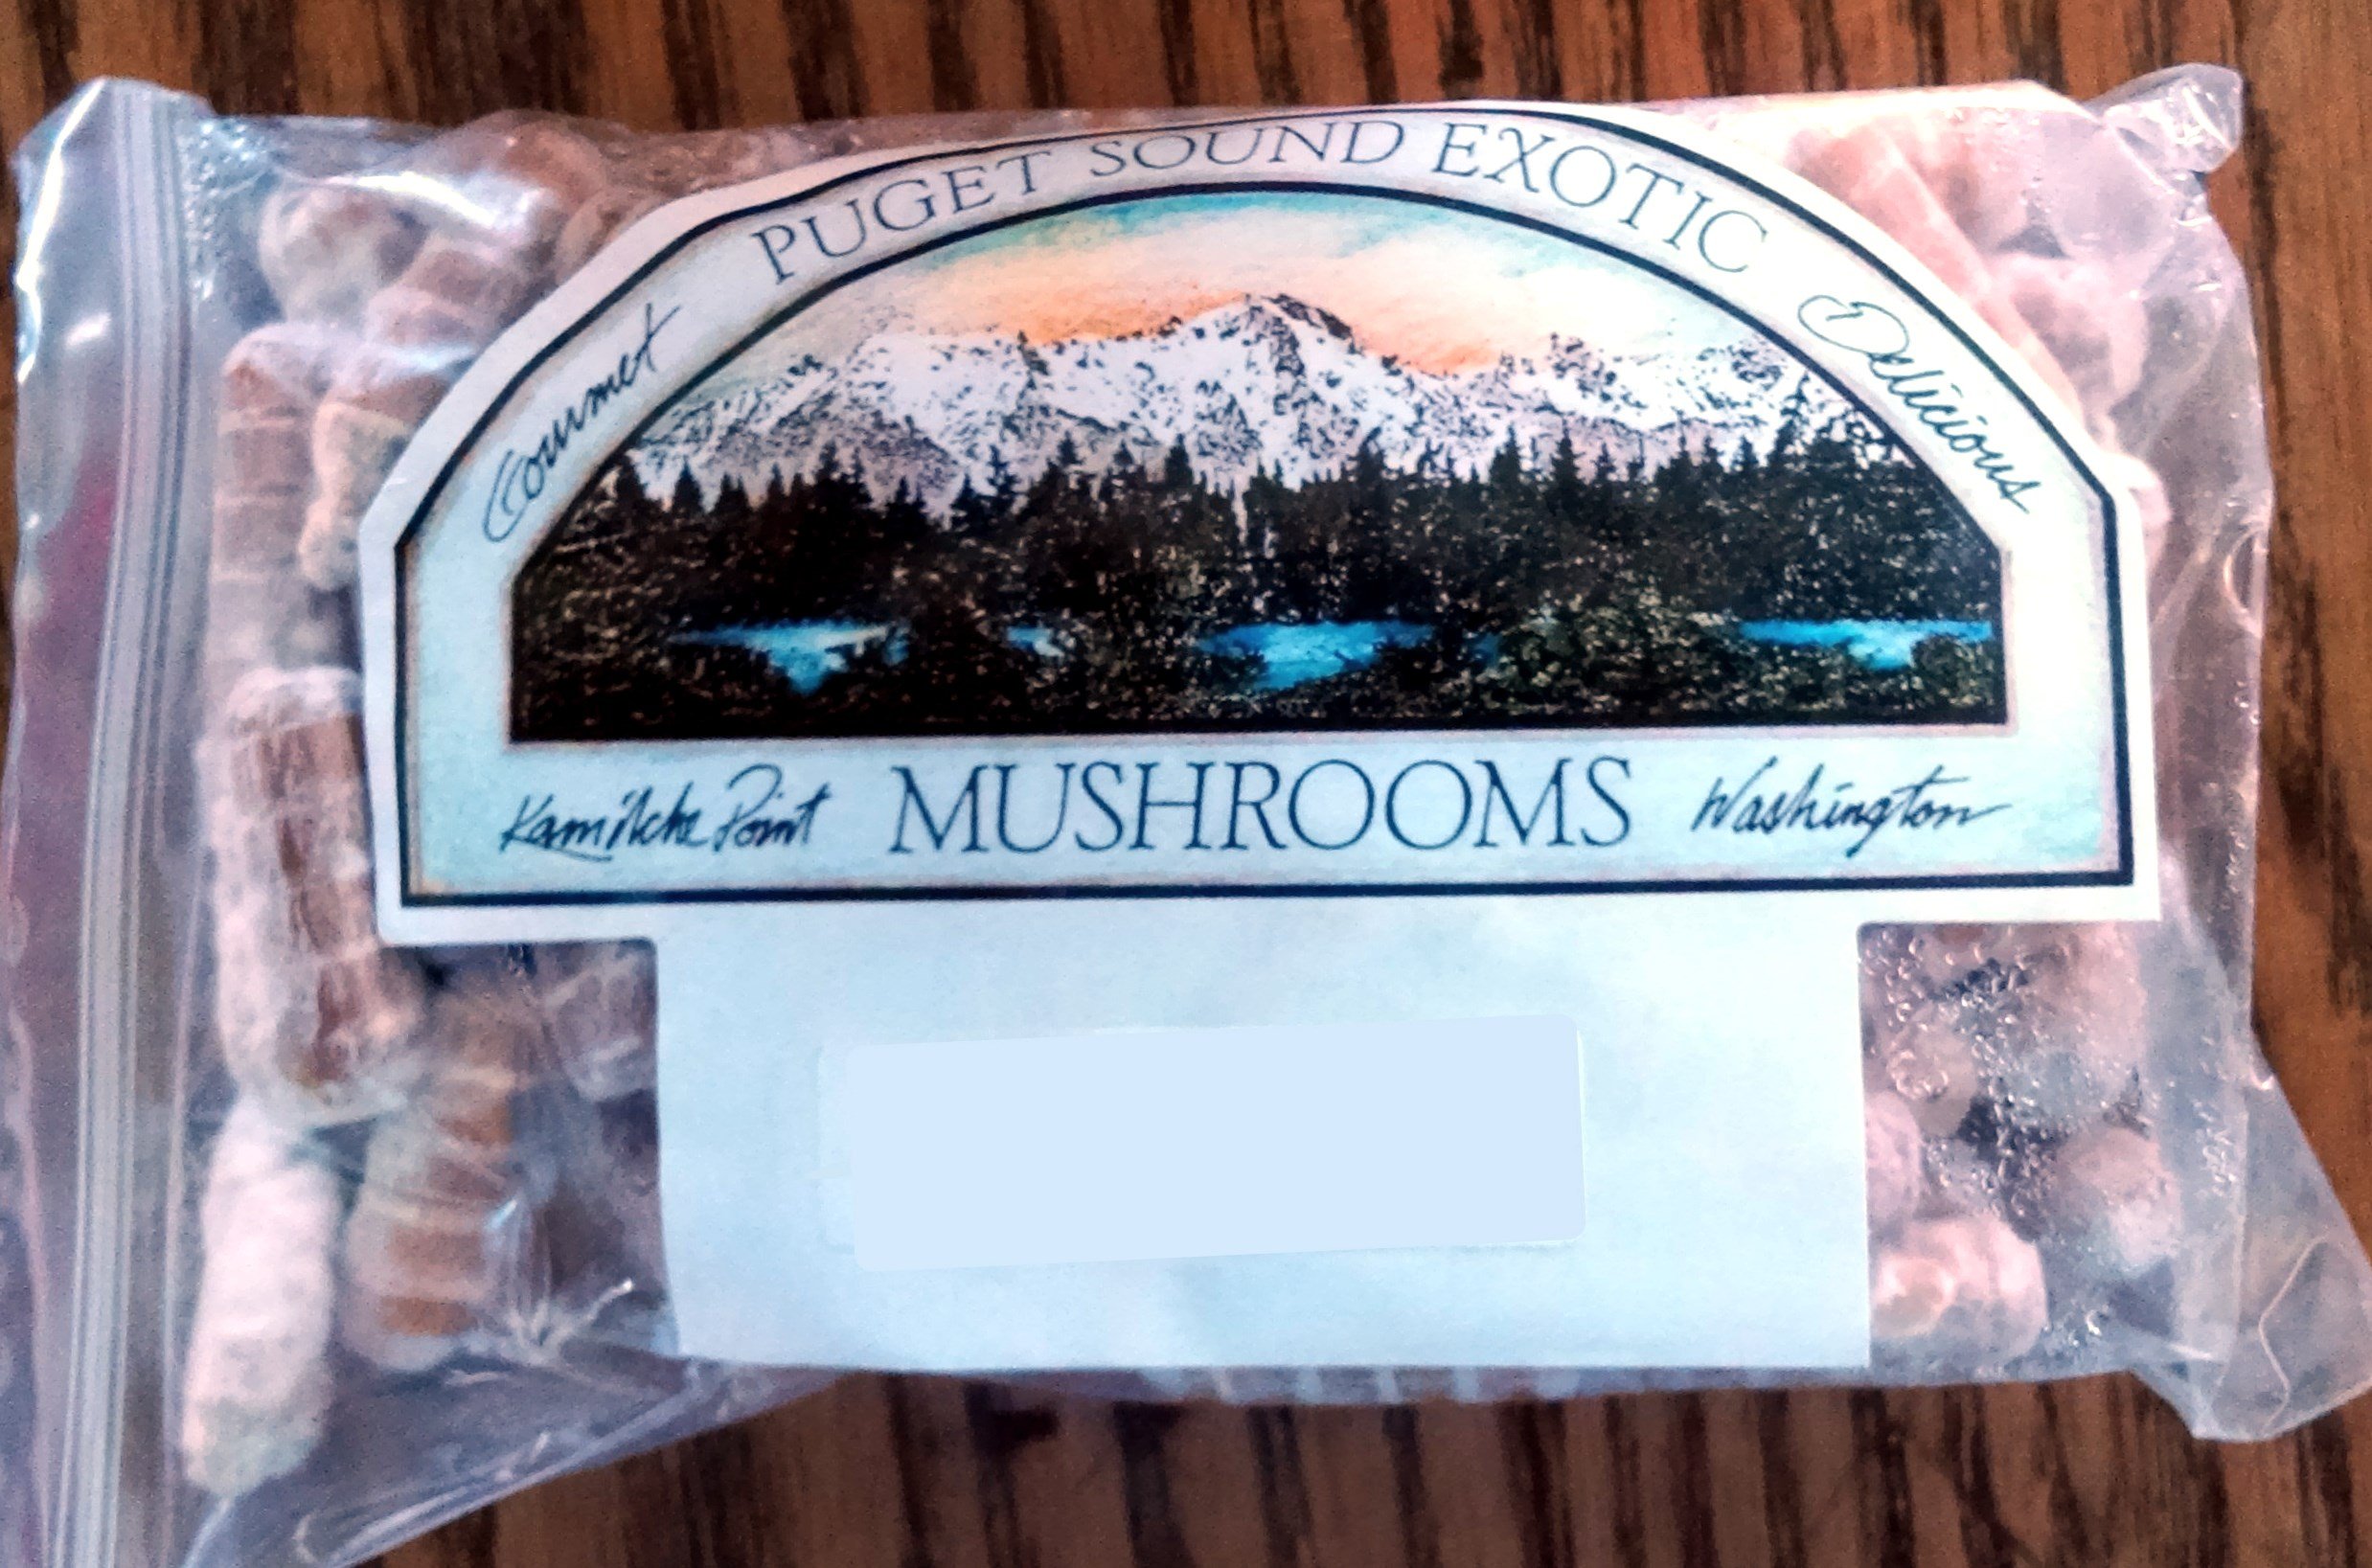 PUGET SOUND EXOTIC
Gourmet
Delicious
Kamilche Point MUSHROOMS Washington